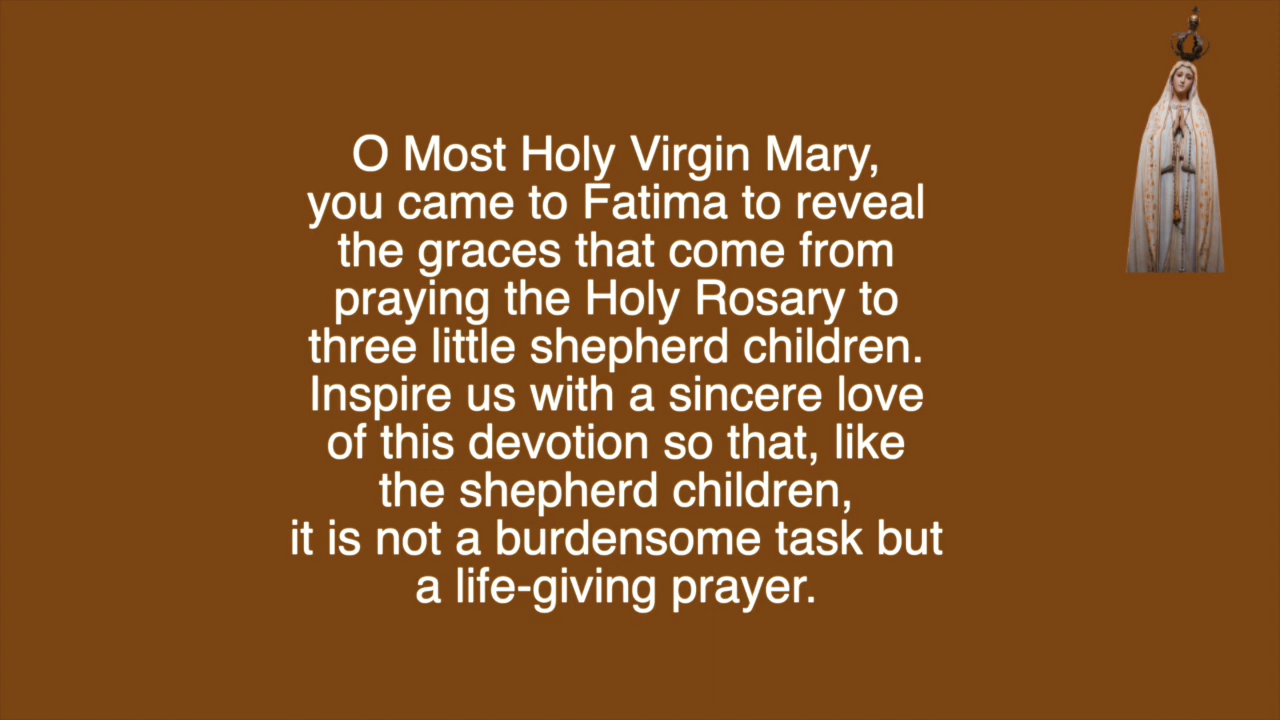 O Most Holy Virgin Mary,
you came to Fatima to reveal
the graces that come from
praying the Holy Rosary to
three little shepherd children.
Inspire us with a sincere love
of this devotion so that, like
the shepherd children,
it is not a burdensome task but
a life-giving prayer.